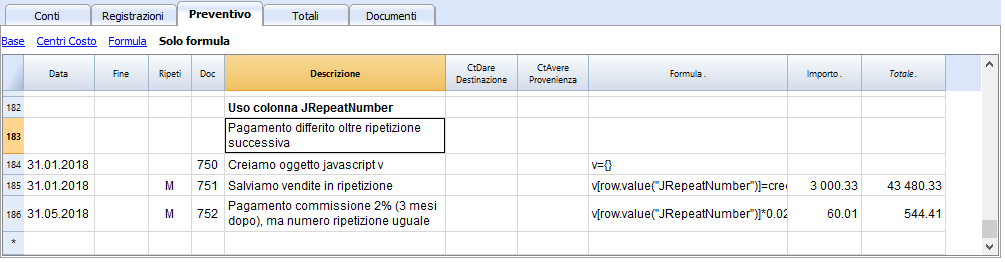 Conti Registrazioni Preventivo Totali Documenti
Base Centri Costo Formula Solo formula
Data Fine Ripeti Doc Descrizione CtDare Destinazione CtAvere Provenienza Formula . Importo . Totale .
182 Uso colonna JRepeatNumber
183 Pagamento differito oltre ripetizione
successiva
184 31.01.2018 750 Creiamo oggetto javascript v v={}
185 31.01.2018 M 751 Salviamo vendite in ripetizione v[row.value("JRepeatNumber")]=cre 3 000.33 43 480.33
186 31.05.2018 M 752 Pagamento commissione 2% (3 mesi v[row.value("JRepeatNumber")]*0.02 60.01 544.41
dopo), ma numero ripetizione uguale
*